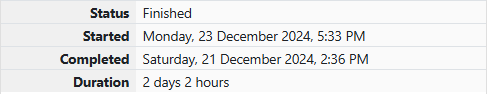 Status Finished
Started Monday, 23 December 2024, 5:33 PM
Completed Saturday, 21 December 2024, 2:36 PM
Duration 2 days 2 hours